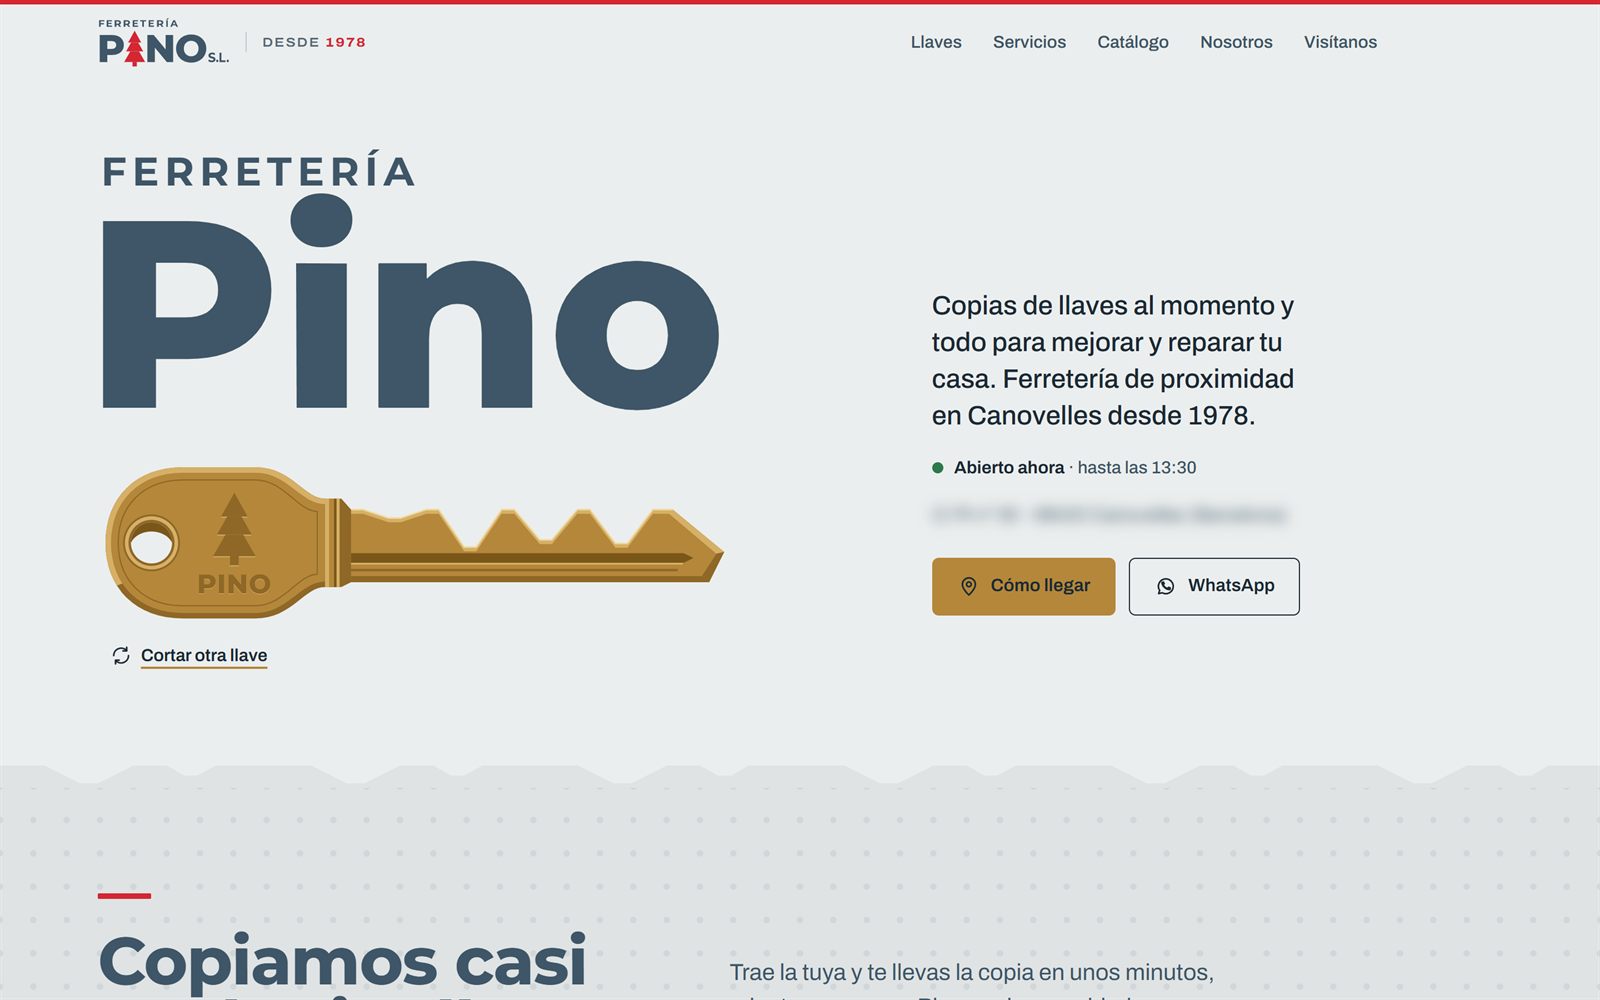 FERRETERÍA
PINO S.L.
DESDE 1978
Llaves Servicios Catálogo Nosotros Visítanos
FERRETERÍA
Pino
Copias de llaves al momento y
todo para mejorar y reparar tu
casa. Ferretería de proximidad
en Canovelles desde 1978.
Abierto ahora · hasta las 13:30
Cómo llegar
WhatsApp
PINO
Cortar otra llave
Copiamos casi
Trae la tuya y te llevas la copia en unos minutos,